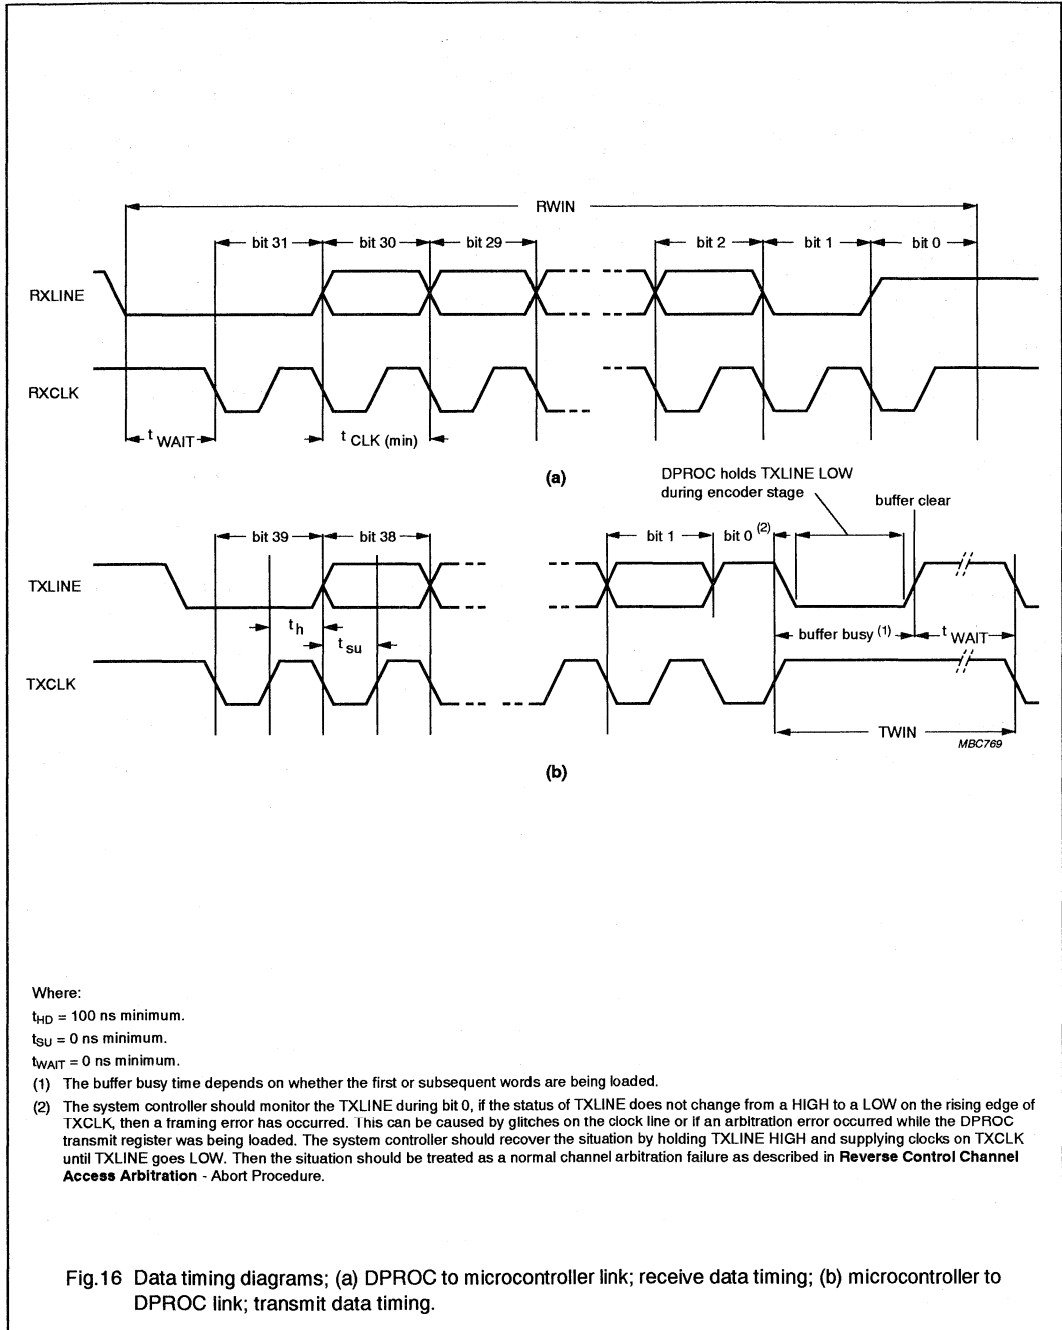 RWIN
bit 31 bit 30 bit 29 bit 2 bit 1 bit 0
RXLINE
RXCLK
t WAIT t CLK (min)
(a)
DPROC holds TXLINE LOW
during encoder stage
buffer clear
bit 39 bit 38 bit 1 bit 0 (2)
TXLINE
t h
t su
buffer busy (1) t WAIT
TXCLK
TWIN
MBC769
(b)
Where:
tHD = 100 ns minimum.
tSU = 0 ns minimum.
tWAIT = 0 ns minimum.
(1) The buffer busy time depends on whether the first or subsequent words are being loaded.
(2) The system controller should monitor the TXLINE during bit 0, if the status of TXLINE does not change from a HIGH to a LOW on the rising edge of
TXCLK, then a framing error has occurred. This can be caused by glitches on the clock line or if an arbitration error occurred while the DPROC
transmit register was being loaded. The system controller should recover the situation by holding TXLINE HIGH and supplying clocks on TXCLK
until TXLINE goes LOW. Then the situation should be treated as a normal channel arbitration failure as described in Reverse Control Channel
Access Arbitration - Abort Procedure.
Fig.16 Data timing diagrams; (a) DPROC to microcontroller link; receive data timing; (b) microcontroller to
DPROC link; transmit data timing.